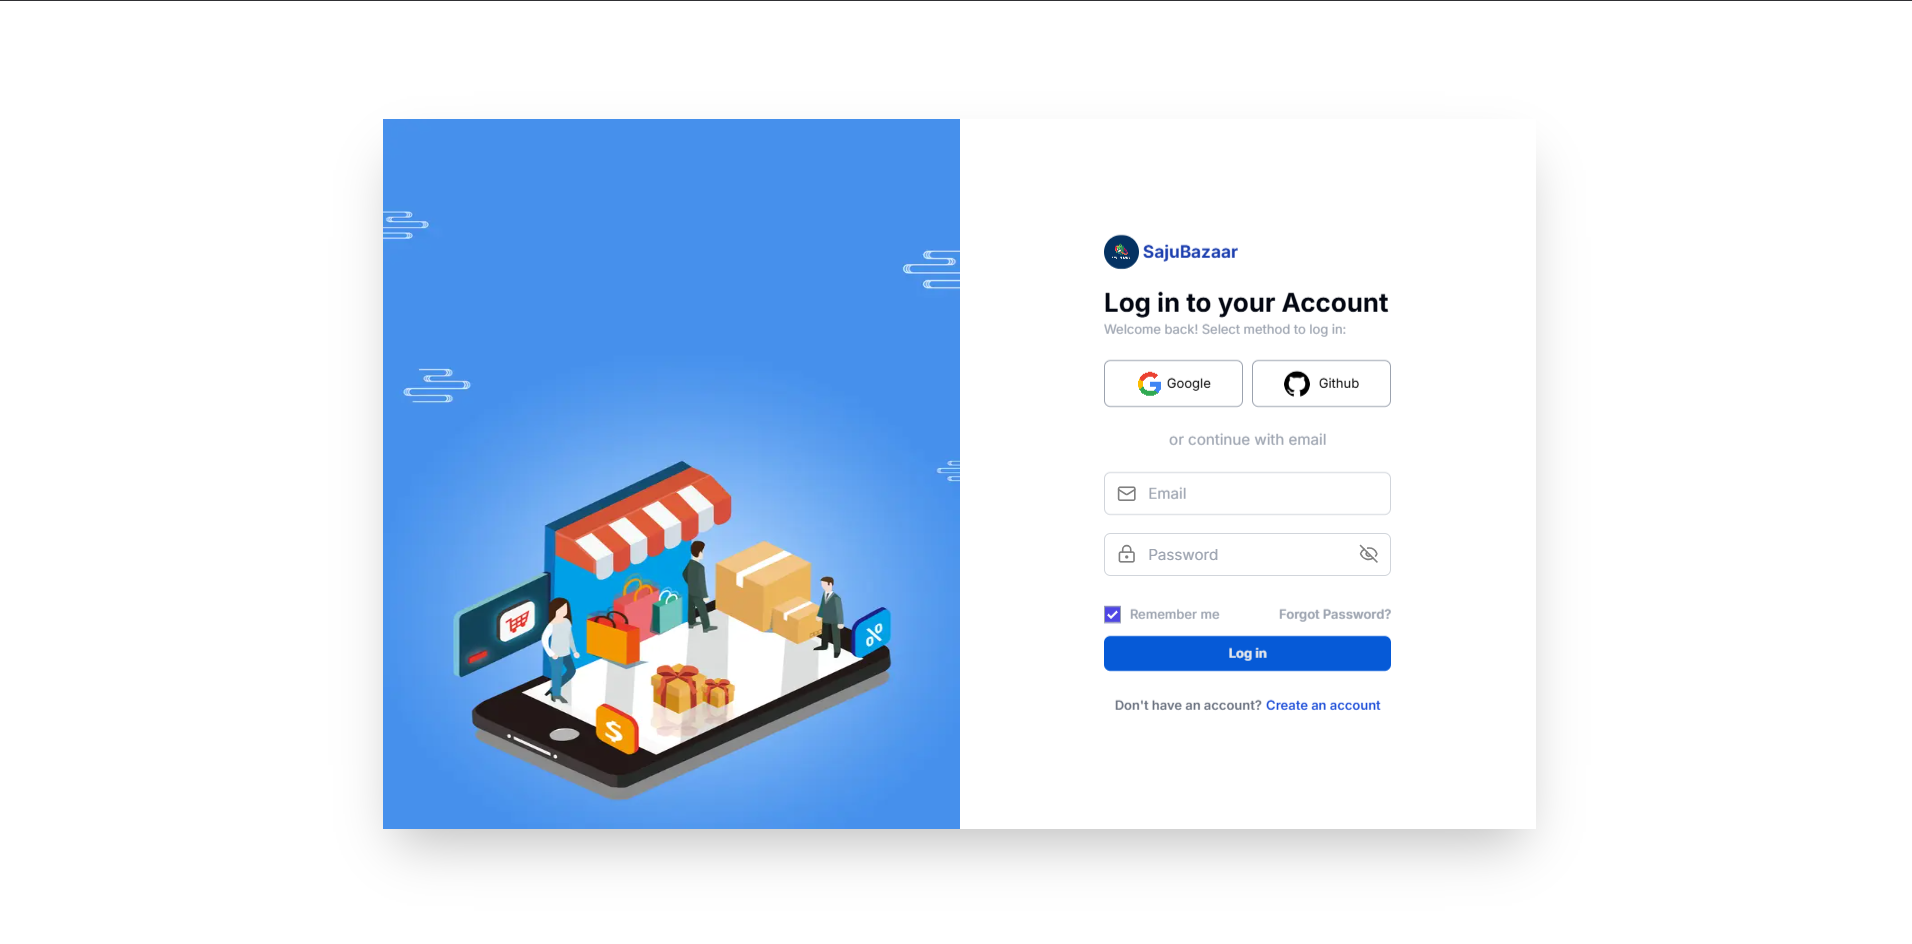 SajuBazaar
Log in to your Account
Welcome back! Select method to log in:
Google
Github
or continue with email
Email
Password
Remember me
Forgot Password?
Log in
Don't have an account? Create an account
$
%